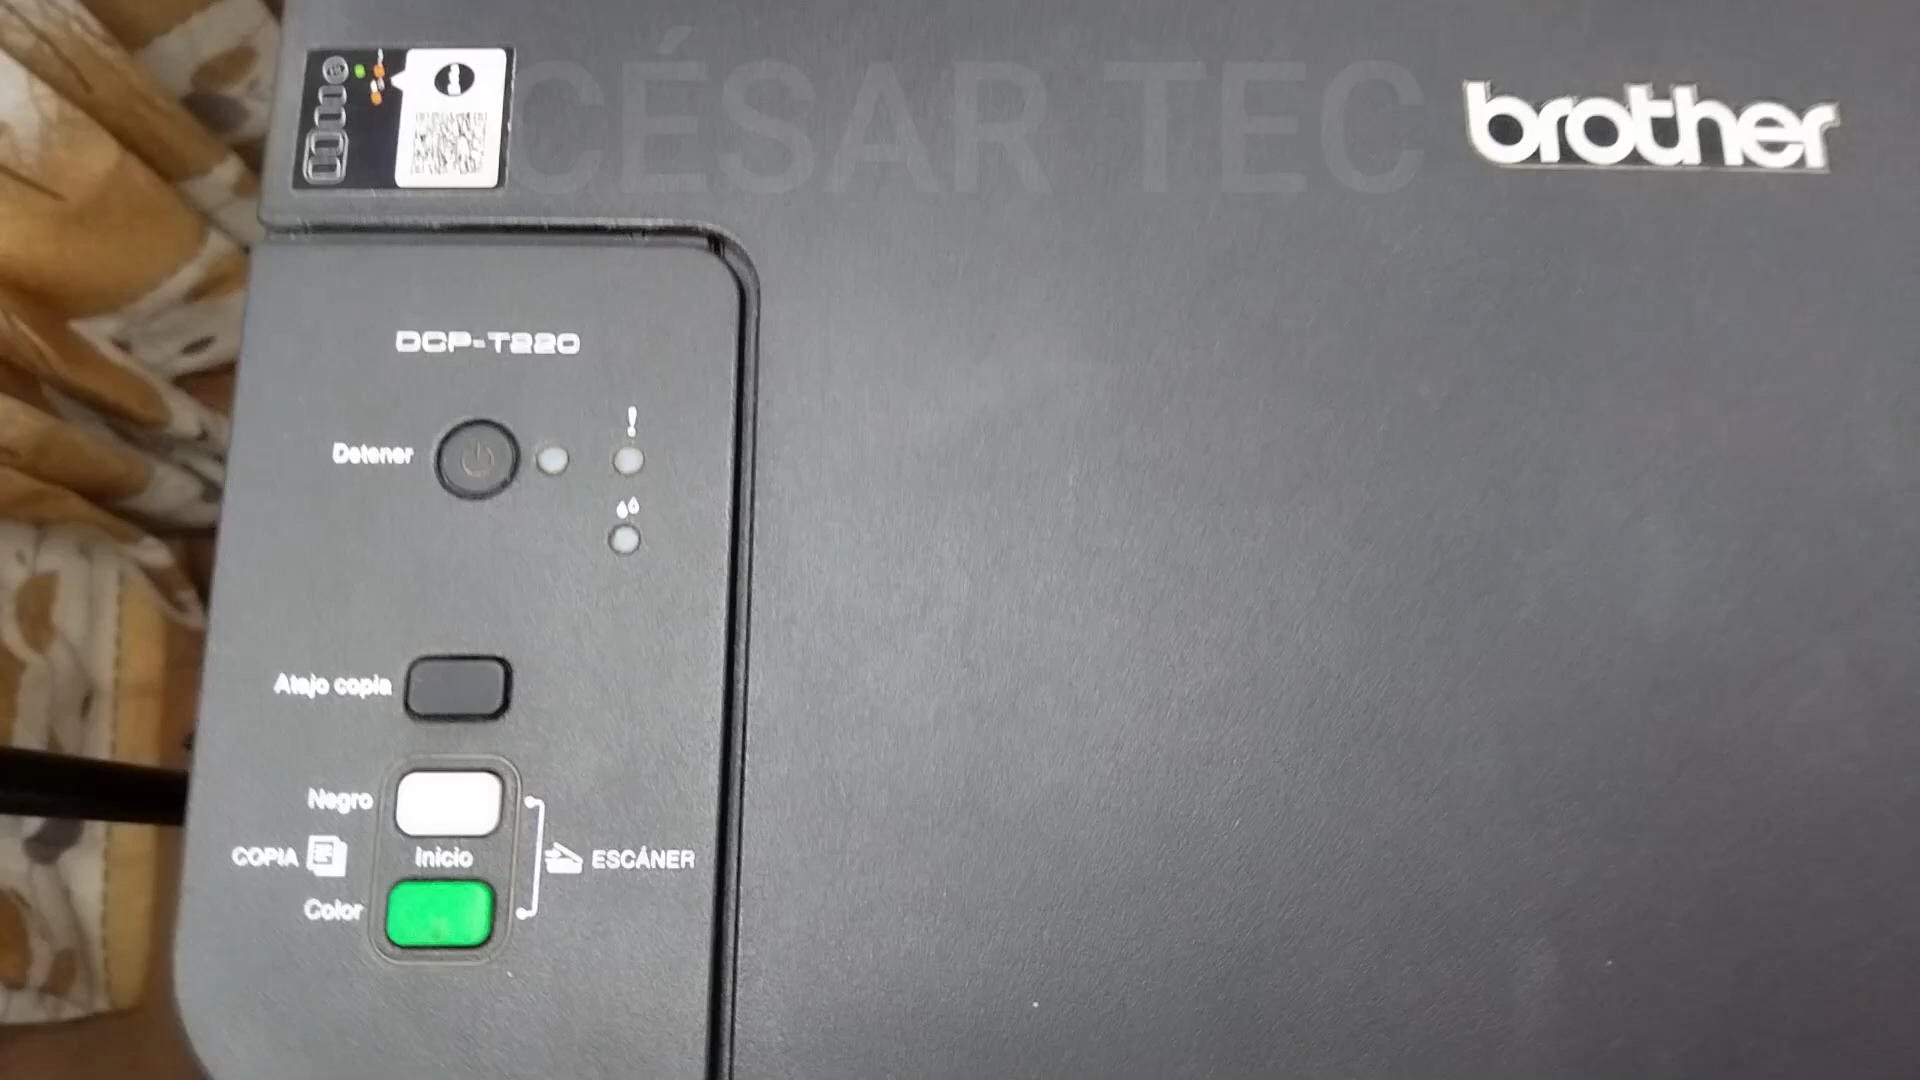 CÉSAR TEC
brother
DCP-T220
Detener
!
Atajo copia
Negro
COPIA
Inicio
ESCÁNER
Color